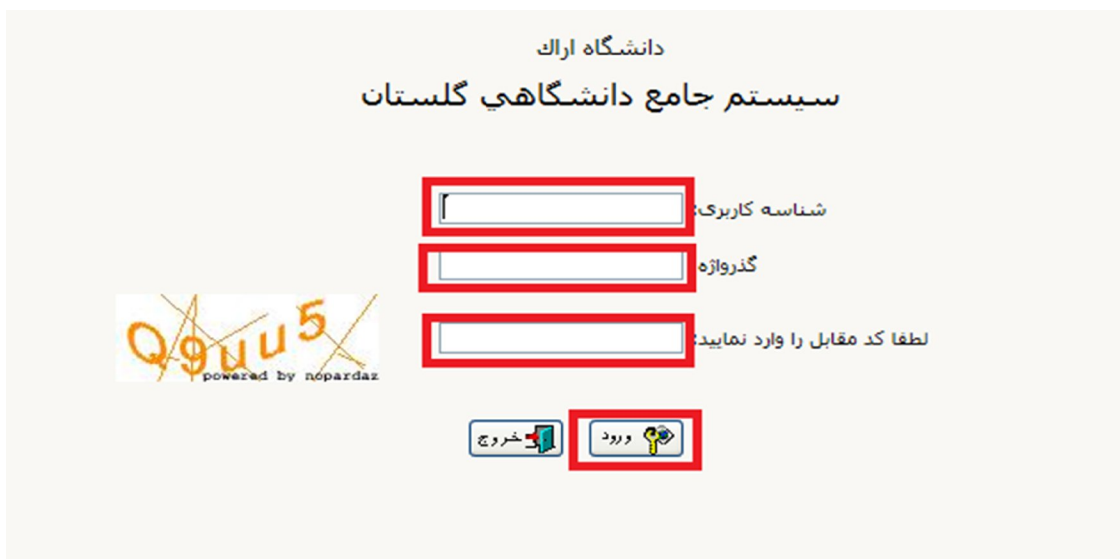 دانشگاه اراك
سیستم جامع دانشگاهي گلستان
شناسه کاربری:
گذرواژه
لطفا کد مقابل را وارد نمایید:
Q9uu5
powered by nopardaz
ورود
خروج